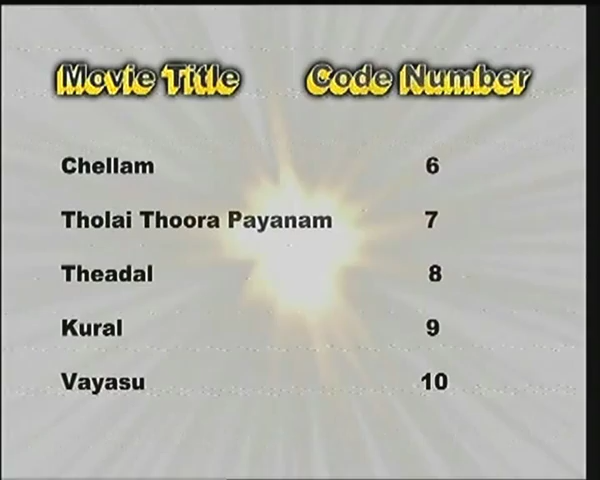 Movie Title Code Number
Chellam 6
Tholai Thoora Payanam 7
Theadal 8
Kural 9
Vayasu 10